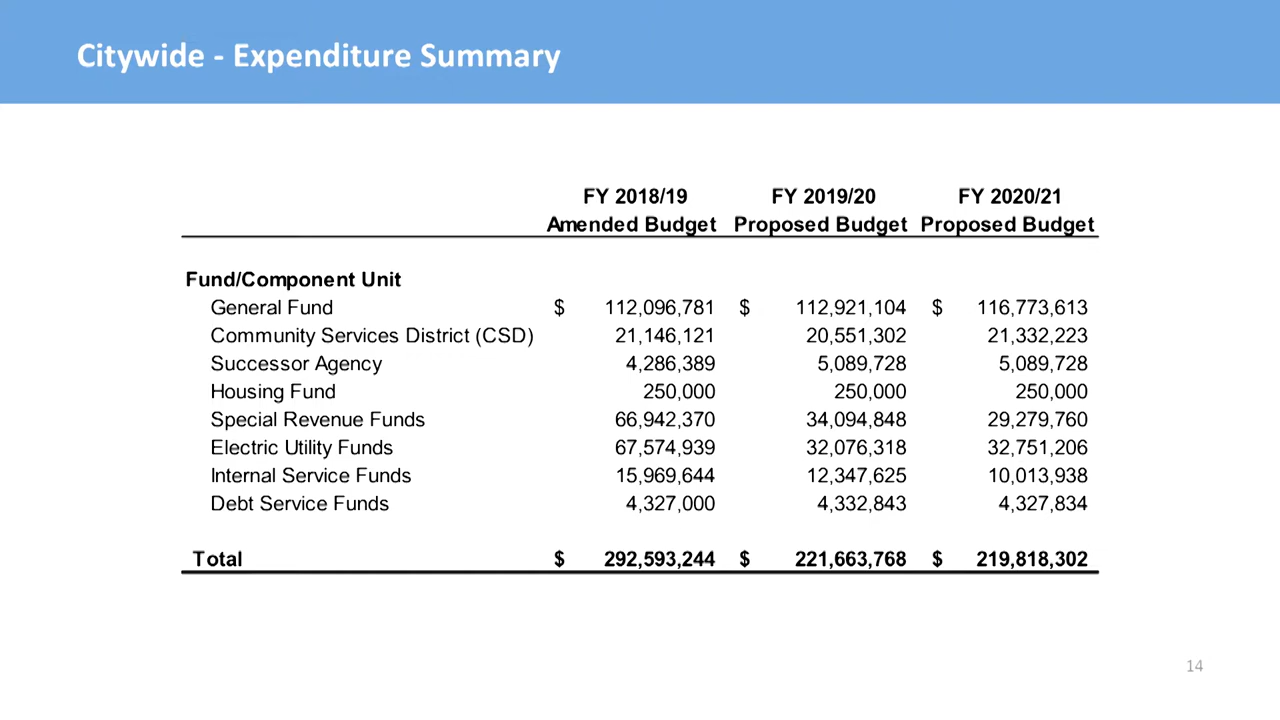 Citywide - Expenditure Summary
FY 2018/19 FY 2019/20 FY 2020/21
Amended Budget Proposed Budget Proposed Budget
Fund/Component Unit
General Fund $ 112,096,781 $ 112,921,104 $ 116,773,613
Community Services District (CSD) 21,146,121 20,551,302 21,332,223
Successor Agency 4,286,389 5,089,728 5,089,728
Housing Fund 250,000 250,000 250,000
Special Revenue Funds 66,942,370 34,094,848 29,279,760
Electric Utility Funds 67,574,939 32,076,318 32,751,206
Internal Service Funds 15,969,644 12,347,625 10,013,938
Debt Service Funds 4,327,000 4,332,843 4,327,834
Total $ 292,593,244 $ 221,663,768 $ 219,818,302
14